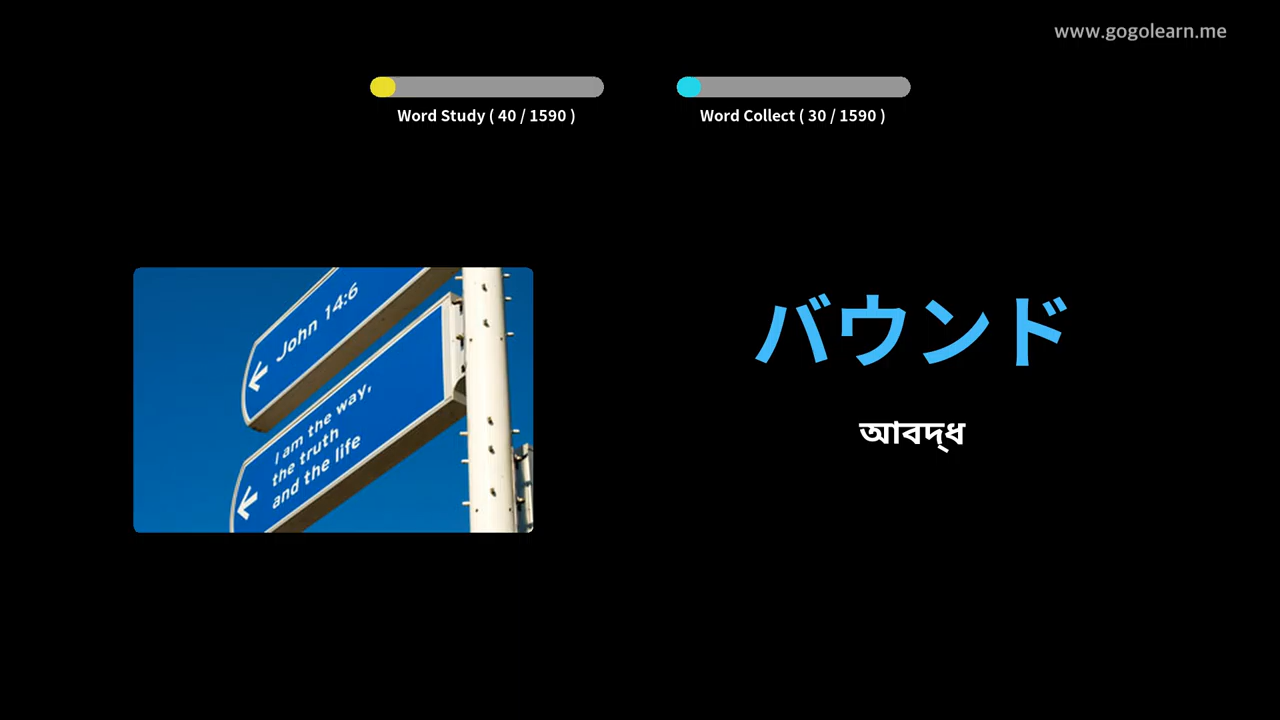 www.gogolearn.me
Word Study ( 40 / 1590 )
Word Collect ( 30 / 1590 )
John 14:6
I am the way,
the truth
and the life
バウンド
আবদ্ধ